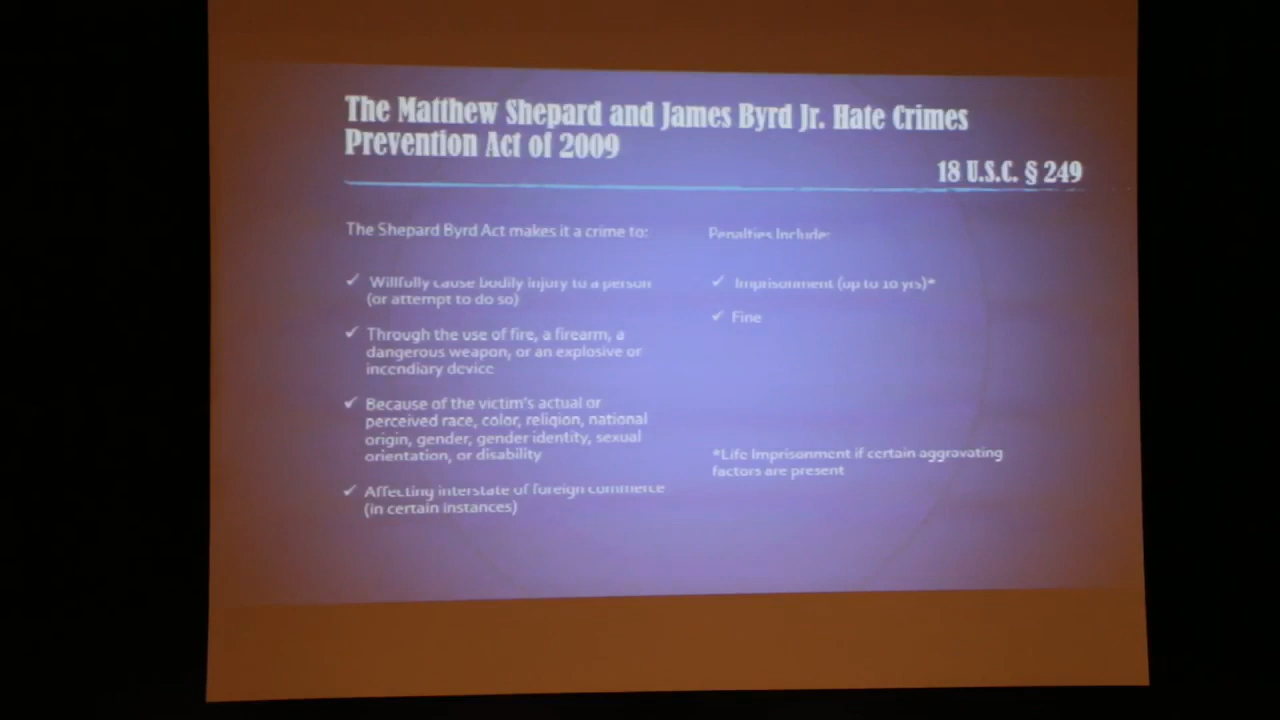 The Matthew Shepard and James Byrd Jr. Hate Crimes
Prevention Act of 2009
18 U.S.C. § 249
The Shepard Byrd Act makes it a crime to:
✓ Willfully cause bodily injury to a person
(or attempt to do so)
✓ Through the use of fire, a firearm, a
dangerous weapon, or an explosive or
incendiary device
✓ Because of the victim's actual or
perceived race, color, religion, national
origin, gender, gender identity, sexual
orientation, or disability
✓ Affecting interstate of foreign commerce
(in certain instances)
Penalties Include:
✓ Imprisonment (up to 10 yrs)*
✓ Fine
*Life Imprisonment if certain aggravating
factors are present